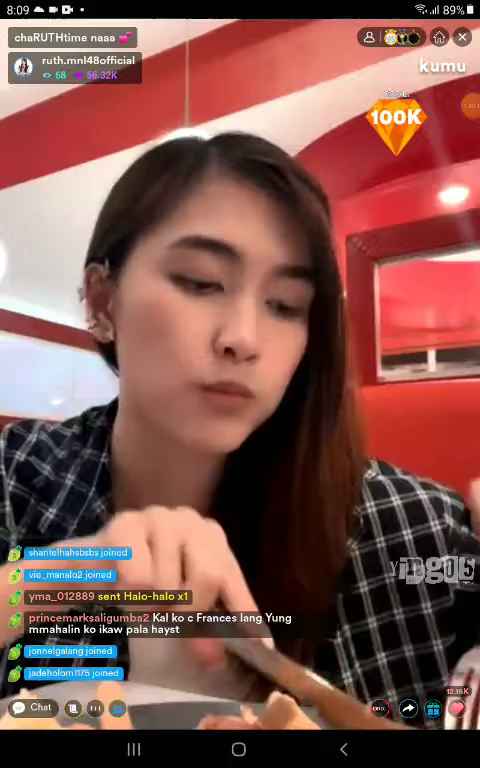 8:09
89%
chaRUTHtime naaa 💕
ruth.mnl48official
68 56.32K
kumu
100K
YingO15
shantelhahsbsbs joined
vie_manalo2 joined
yma_012889 sent Halo-halo x1
princemarksaligumba2 Kal ko c Frances lang Yung
mmahalin ko ikaw pala hayst
jonnelgalang joined
jadeholom1175 joined
12.16K
Chat